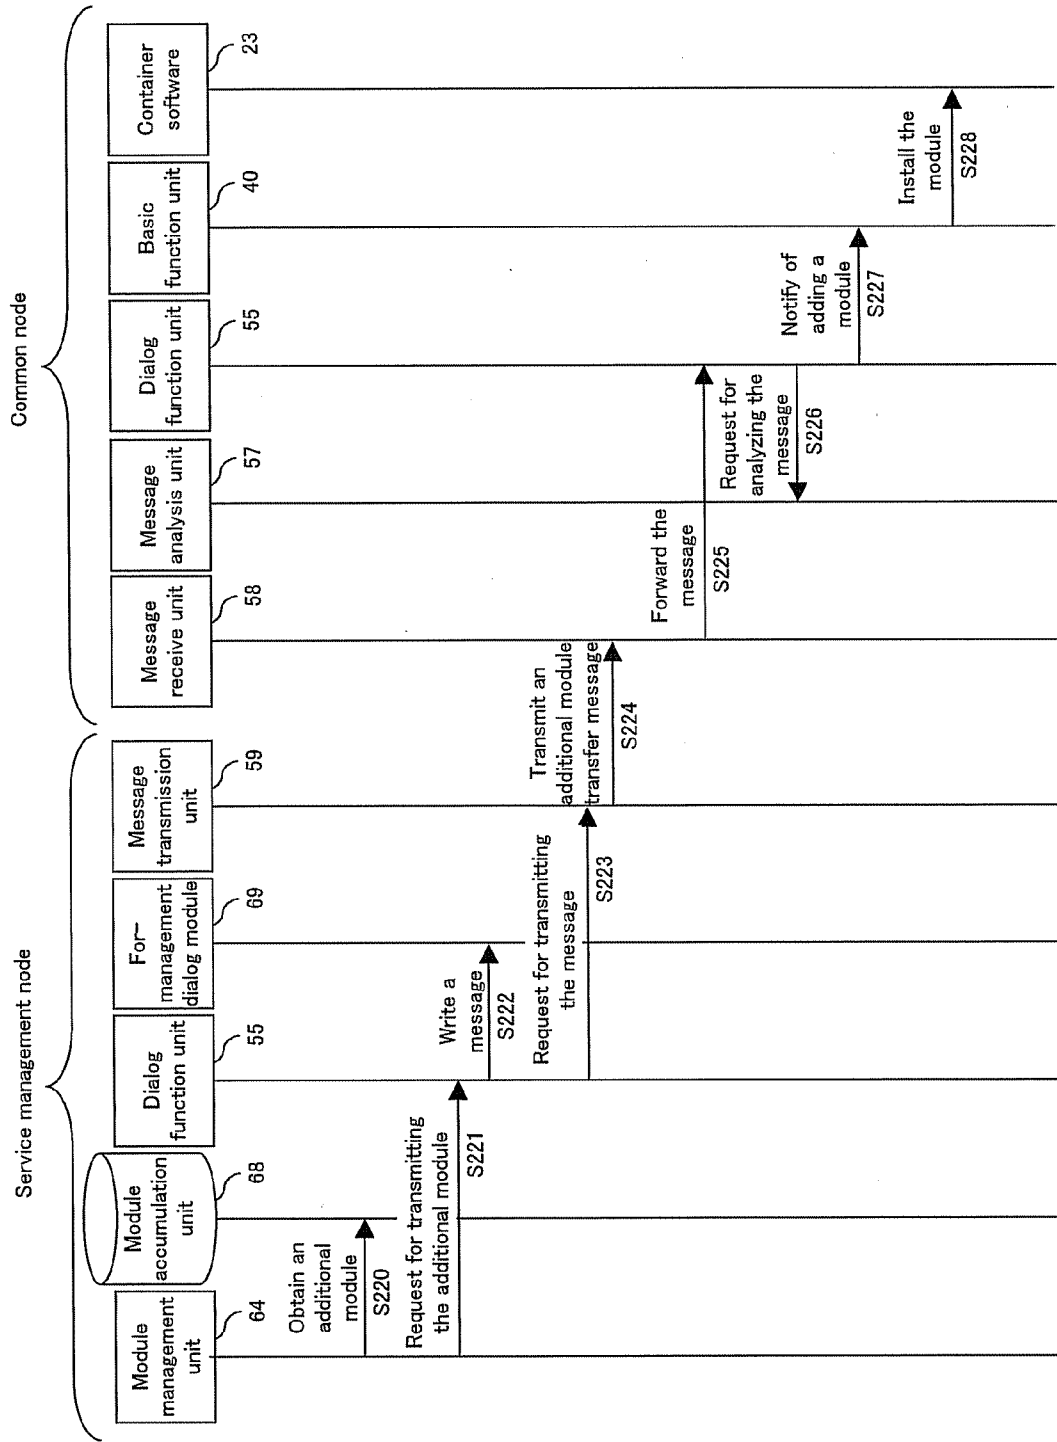 Service management node
Common node
Module
management
unit
64
Module
accumulation
unit
68
Dialog
function unit
55
For-
management
dialog module
69
Message
transmission
unit
59
Message
receive unit
58
Message
analysis unit
57
Dialog
function unit
55
Basic
function unit
40
Container
software
23
Obtain an
additional
module
S220
Request for transmitting
the additional module
S221
Write a
message
S222
Request for transmitting
the message
S223
Transmit an
additional module
transfer message
S224
Forward the
message
S225
Request for
analyzing the
message
S226
Notify of
adding a
module
S227
Install the
module
S228